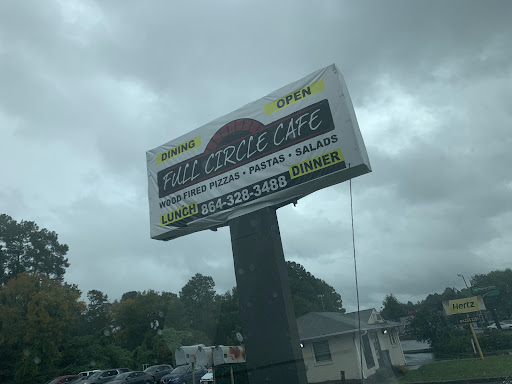 DINING OPEN
FULL CIRCLE CAFE
WOOD FIRED PIZZAS • PASTAS • SALADS
LUNCH 864-328-3488 DINNER
Hertz